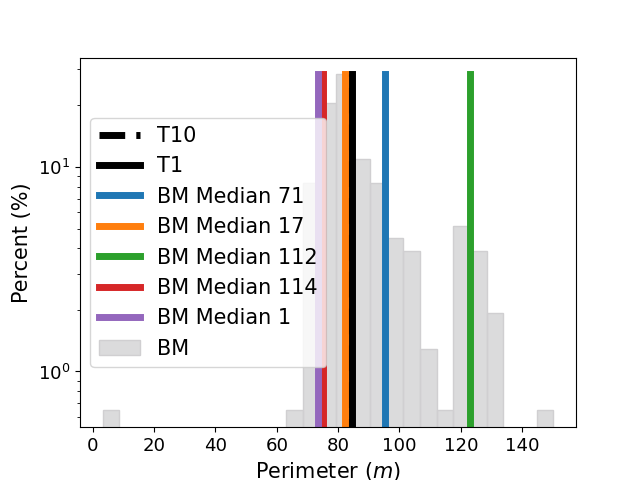 T10
T1
BM Median 71
BM Median 17
BM Median 112
BM Median 114
BM Median 1
BM
Percent (%)
10¹
10⁰
0 20 40 60 80 100 120 140
Perimeter (m)